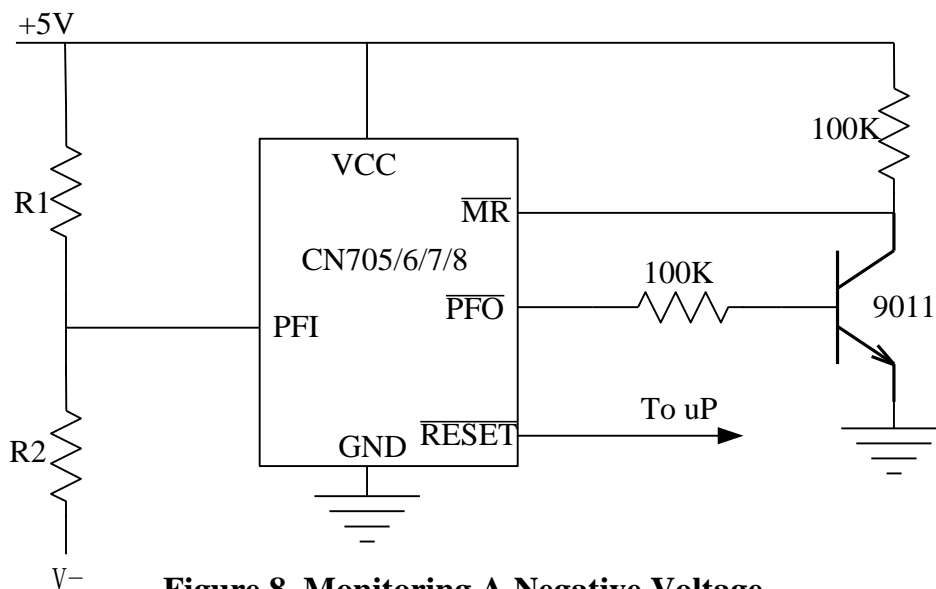 +5V
100K
VCC
R1
MR
CN705/6/7/8
100K
PFO
9011
PFI
To uP
RESET
GND
R2
V-
Figure 8 Monitoring A Negative Voltage